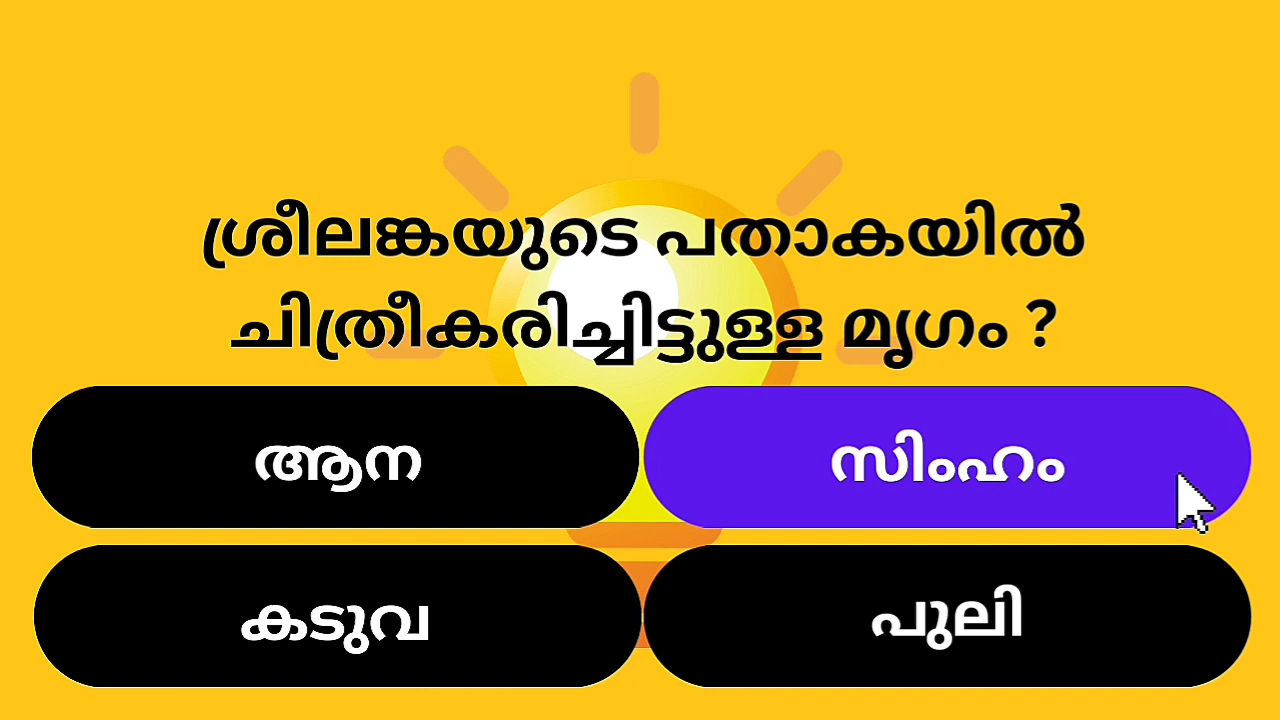 ശ്രീലങ്കയുടെ പതാകയിൽ
ചിത്രീകരിച്ചിട്ടുള്ള മൃഗം ?
ആന
സിംഹം
കടുവ
പുലി